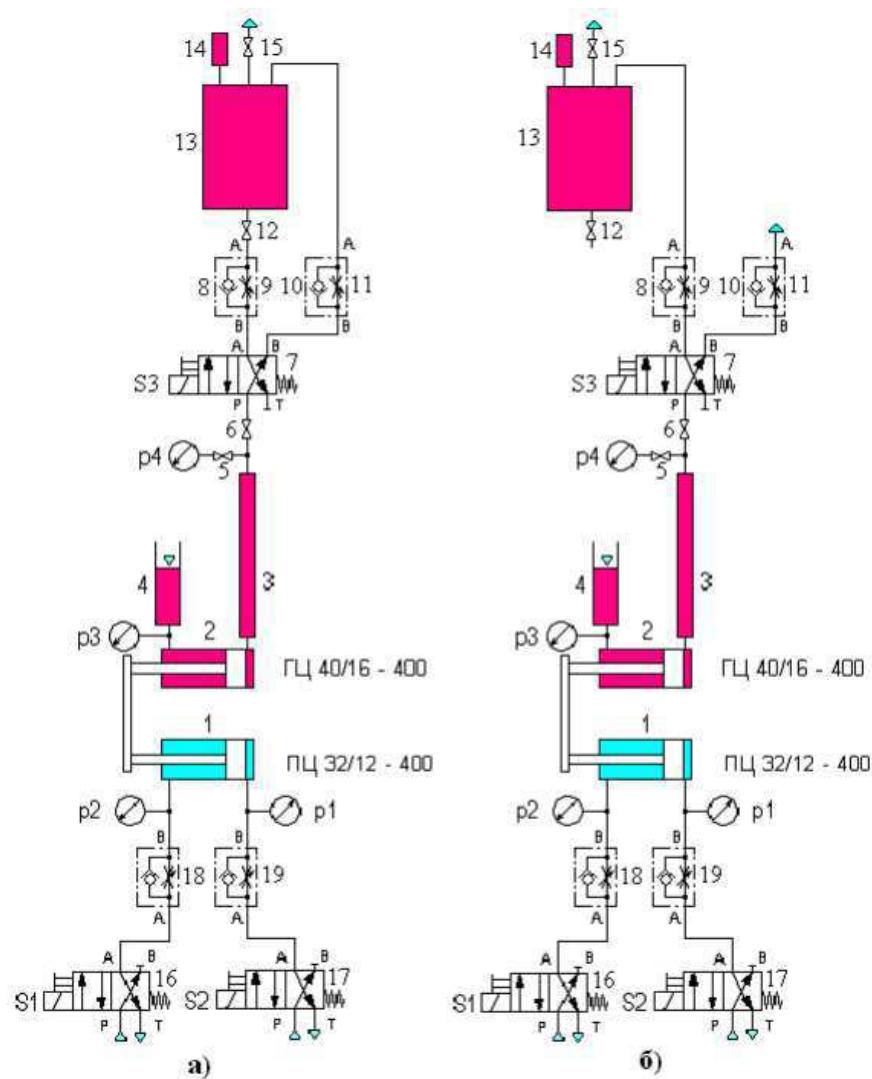 14 15 14 15
13 13
12 12
A A A
8 9 10 11 8 9 10 11
B B B B
A B A B
S3 7 S3 7
P T P T
6 6
p4 5 p4 5
4 3 4 3
p3 2 p3 2
ГЦ 40/16 - 400 ГЦ 40/16 - 400
1 1
ПЦ 32/12 - 400 ПЦ 32/12 - 400
p2 p1 p2 p1
B B B B
18 19 18 19
A A A A
A B A B A B A B
S1 16 S2 17 S1 16 S2 17
P T P T P T P T
а) б)